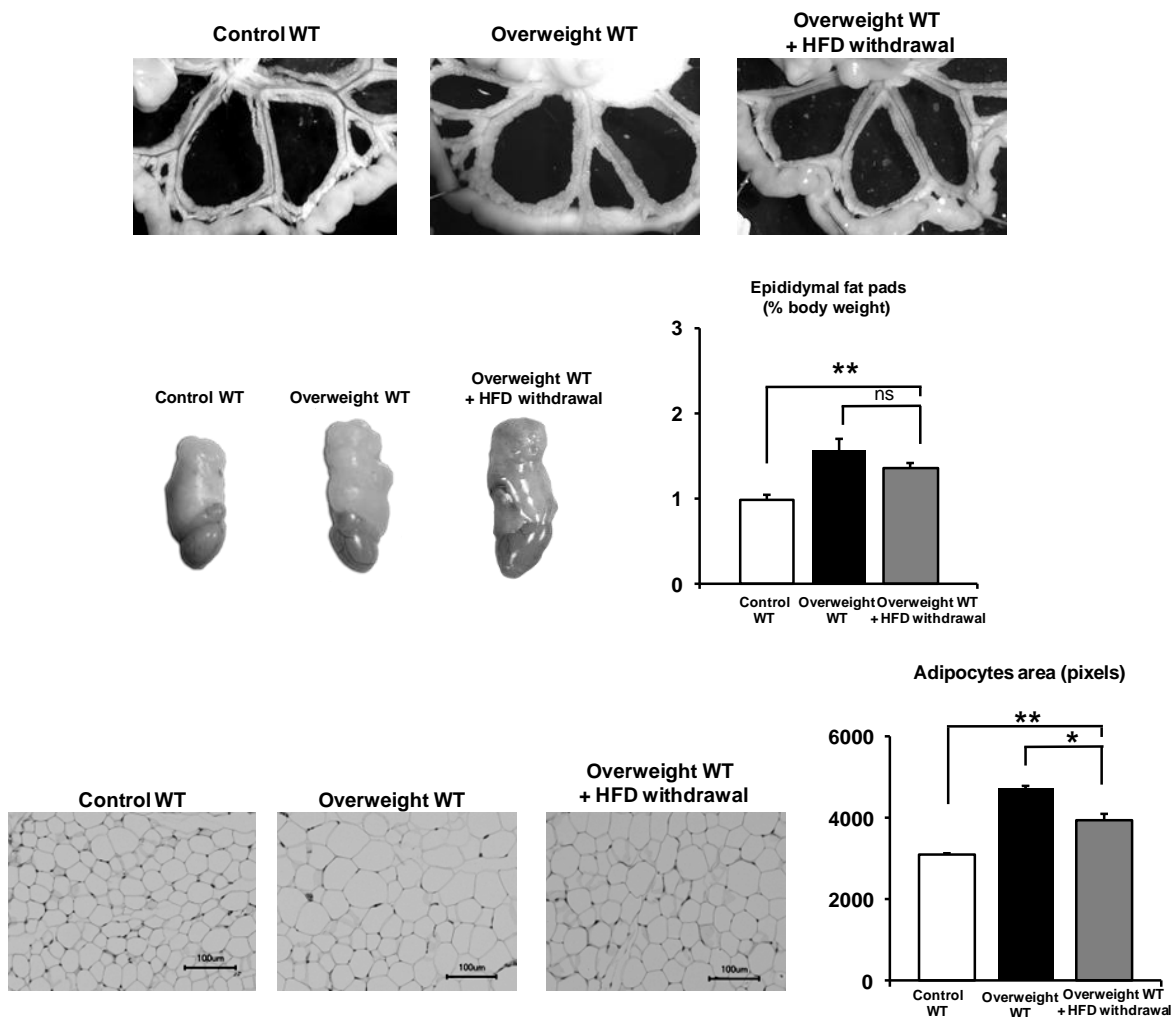 Control WT
Overweight WT
Overweight WT
+ HFD withdrawal
Epididymal fat pads
(% body weight)
3
2
1
0
**
ns
Control
WT
Overweight
WT
Overweight WT
+ HFD withdrawal
Control WT
Overweight WT
Overweight WT
+ HFD withdrawal
Adipocytes area (pixels)
6000
4000
2000
0
**
*
Control
WT
Overweight
WT
Overweight WT
+ HFD withdrawal
Control WT
Overweight WT
Overweight WT
+ HFD withdrawal
100um
100um
100um